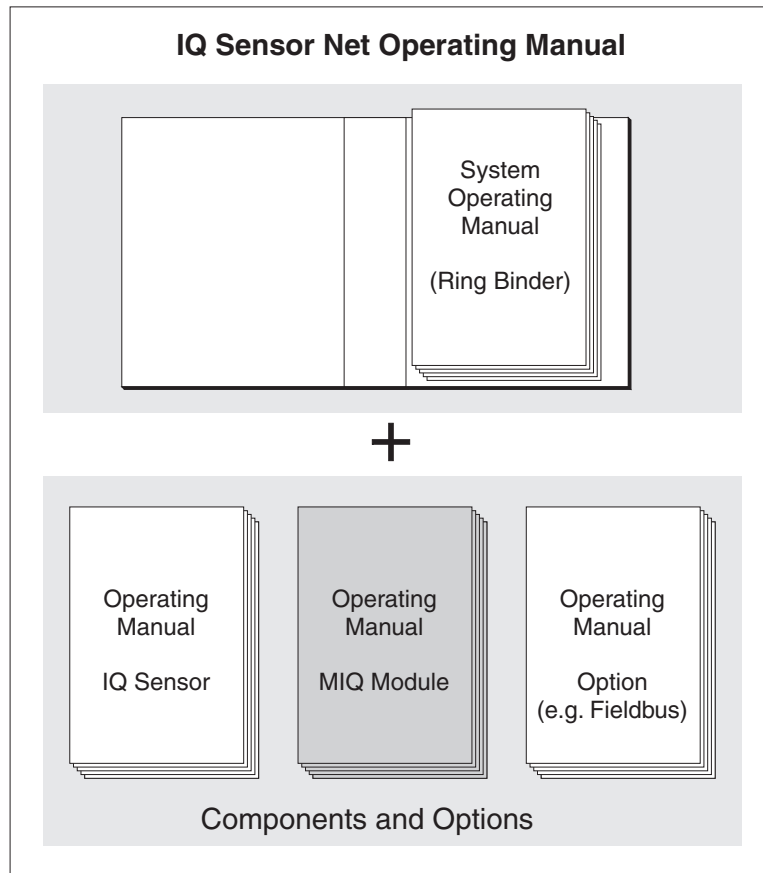 IQ Sensor Net Operating Manual
System
Operating
Manual
(Ring Binder)
+
Operating
Manual
IQ Sensor
Operating
Manual
MIQ Module
Operating
Manual
Option
(e.g. Fieldbus)
Components and Options